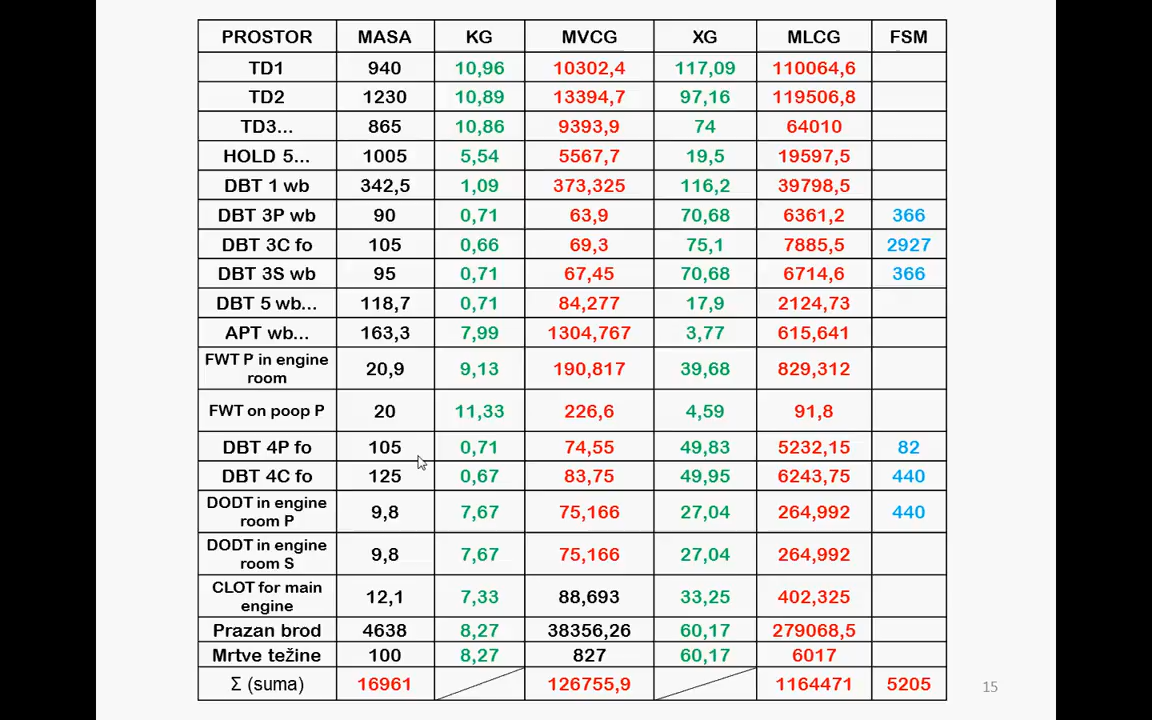 PROSTOR MASA KG MVCG XG MLCG FSM
TD1 940 10,96 10302,4 117,09 110064,6
TD2 1230 10,89 13394,7 97,16 119506,8
TD3... 865 10,86 9393,9 74 64010
HOLD 5... 1005 5,54 5567,7 19,5 19597,5
DBT 1 wb 342,5 1,09 373,325 116,2 39798,5
DBT 3P wb 90 0,71 63,9 70,68 6361,2 366
DBT 3C fo 105 0,66 69,3 75,1 7885,5 2927
DBT 3S wb 95 0,71 67,45 70,68 6714,6 366
DBT 5 wb... 118,7 0,71 84,277 17,9 2124,73
APT wb... 163,3 7,99 1304,767 3,77 615,641
FWT P in engine
room 20,9 9,13 190,817 39,68 829,312
FWT on poop P 20 11,33 226,6 4,59 91,8
DBT 4P fo 105 0,71 74,55 49,83 5232,15 82
DBT 4C fo 125 0,67 83,75 49,95 6243,75 440
DODT in engine
room P 9,8 7,67 75,166 27,04 264,992 440
DODT in engine
room S 9,8 7,67 75,166 27,04 264,992
CLOT for main
engine 12,1 7,33 88,693 33,25 402,325
Prazan brod 4638 8,27 38356,26 60,17 279068,5
Mrtve težine 100 8,27 827 60,17 6017
Σ (suma) 16961 126755,9 1164471 5205
15